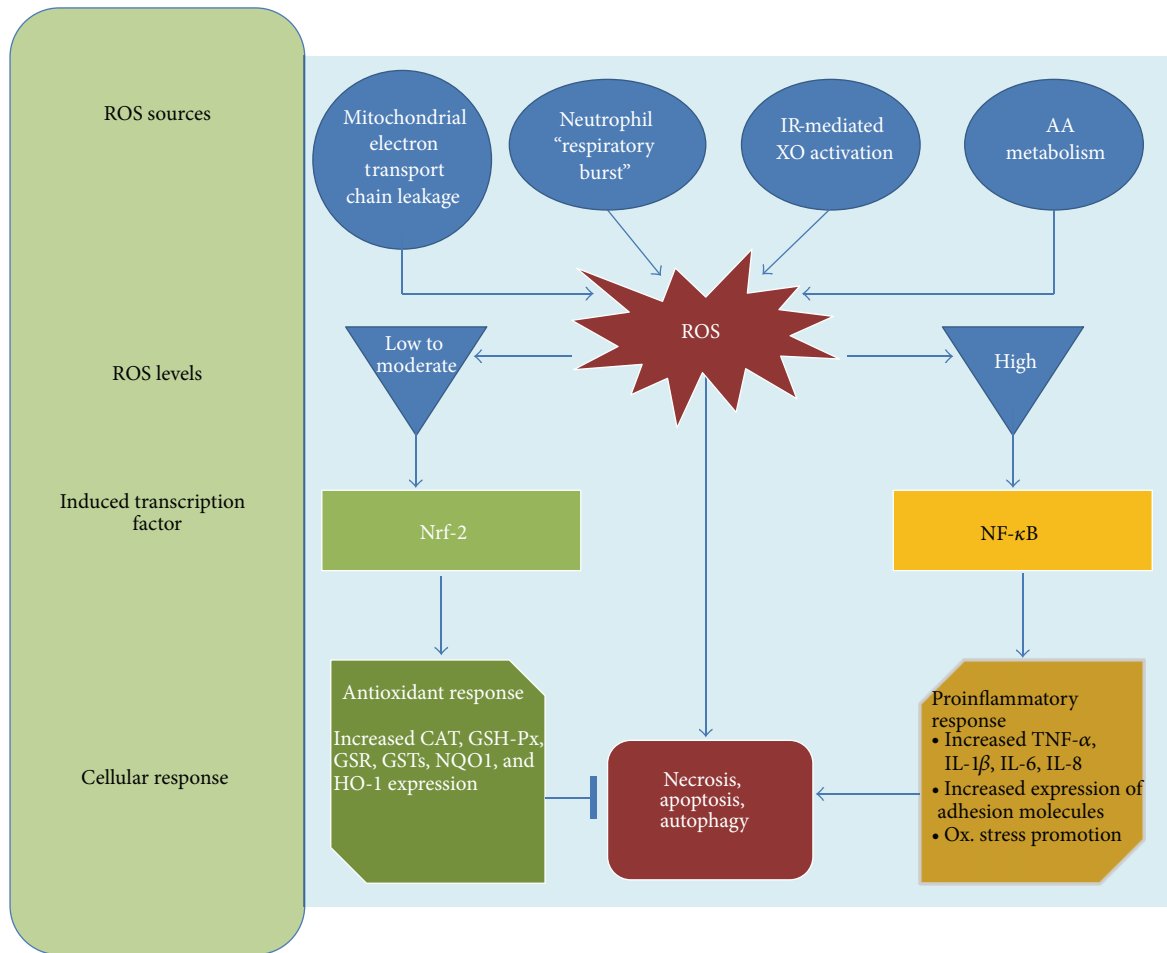 ROS sources
Mitochondrial
electron
transport
chain leakage
Neutrophil
“respiratory
burst”
IR-mediated
XO activation
AA
metabolism
ROS
ROS levels
Low to
moderate
High
Induced transcription
factor
Nrf-2
NF-κB
Cellular response
Antioxidant response
Increased CAT, GSH-Px,
GSR, GSTs, NQO1, and
HO-1 expression
Necrosis,
apoptosis,
autophagy
Proinflammatory
response
• Increased TNF-α,
IL-1β, IL-6, IL-8
• Increased expression of
adhesion molecules
• Ox. stress promotion